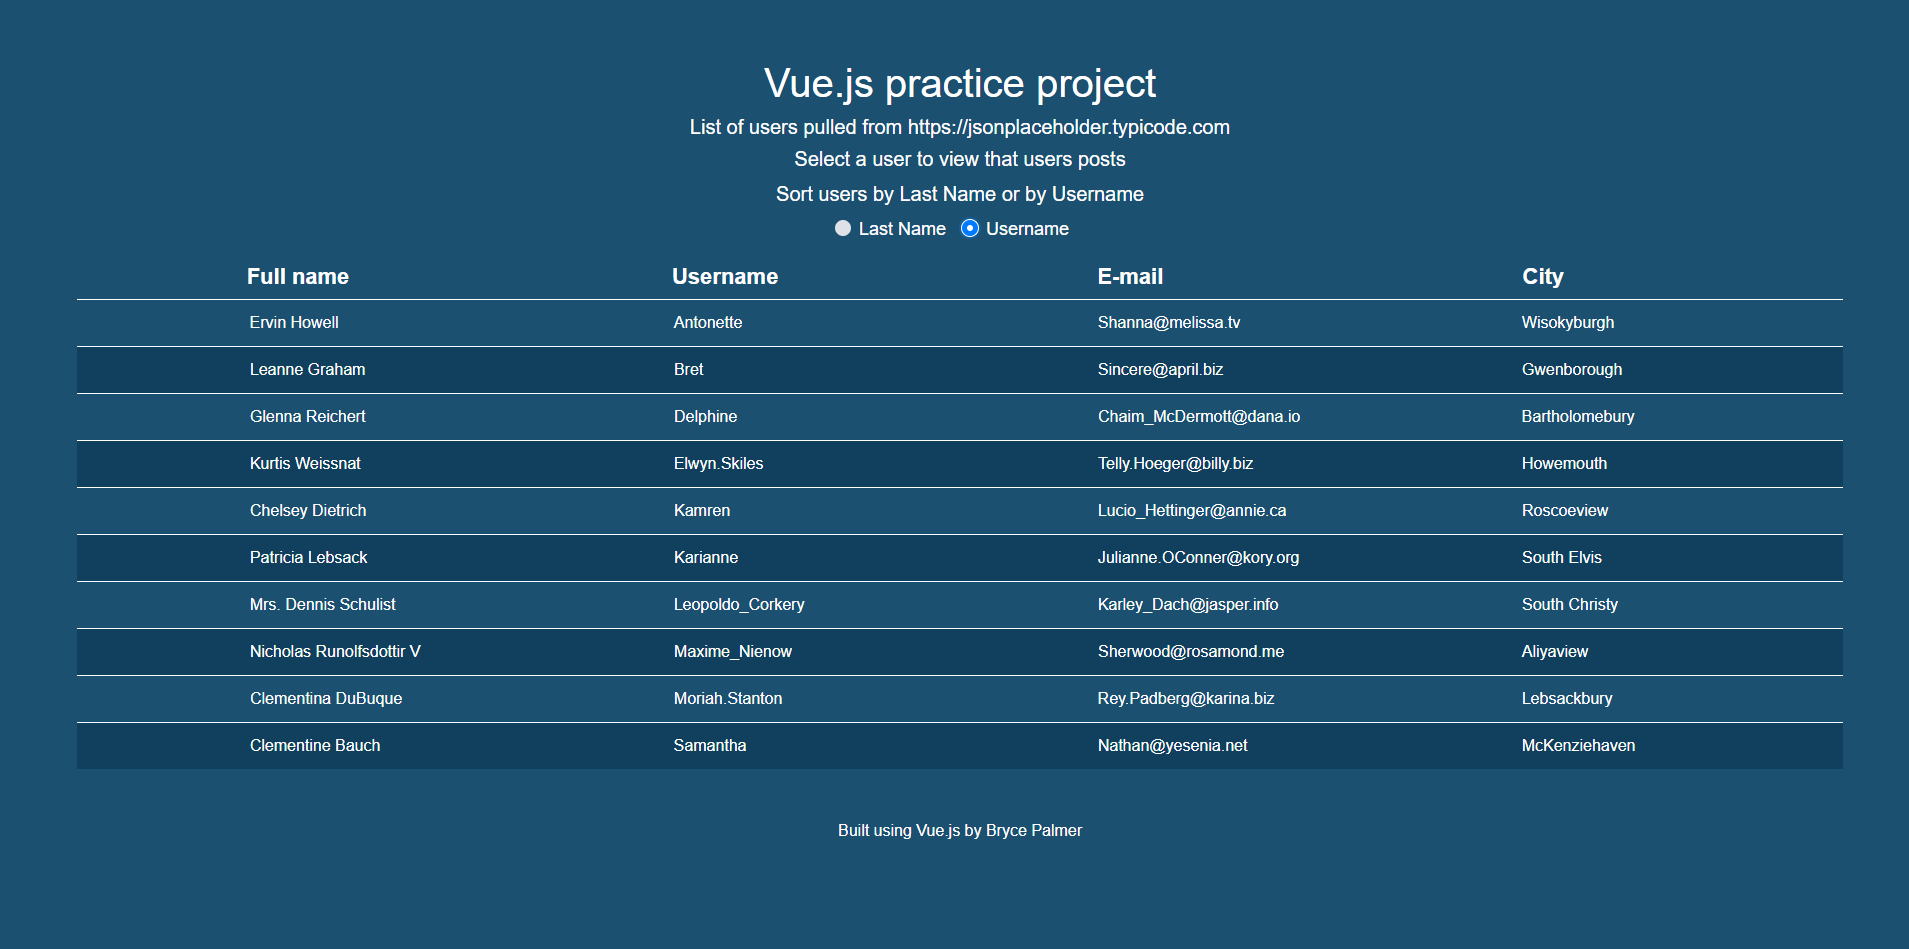 Vue.js practice project
List of users pulled from https://jsonplaceholder.typicode.com
Select a user to view that users posts
Sort users by Last Name or by Username
Last Name Username
Full name Username E-mail City
Ervin Howell Antonette Shanna@melissa.tv Wisokyburgh
Leanne Graham Bret Sincere@april.biz Gwenborough
Glenna Reichert Delphine Chaim_McDermott@dana.io Bartholomebury
Kurtis Weissnat Elwyn.Skiles Telly.Hoeger@billy.biz Howemouth
Chelsey Dietrich Kamren Lucio_Hettinger@annie.ca Roscoeview
Patricia Lebsack Karianne Julianne.OConner@kory.org South Elvis
Mrs. Dennis Schulist Leopoldo_Corkery Karley_Dach@jasper.info South Christy
Nicholas Runolfsdottir V Maxime_Nienow Sherwood@rosamond.me Aliyaview
Clementina DuBuque Moriah.Stanton Rey.Padberg@karina.biz Lebsackbury
Clementine Bauch Samantha Nathan@yesenia.net McKenziehaven
Built using Vue.js by Bryce Palmer